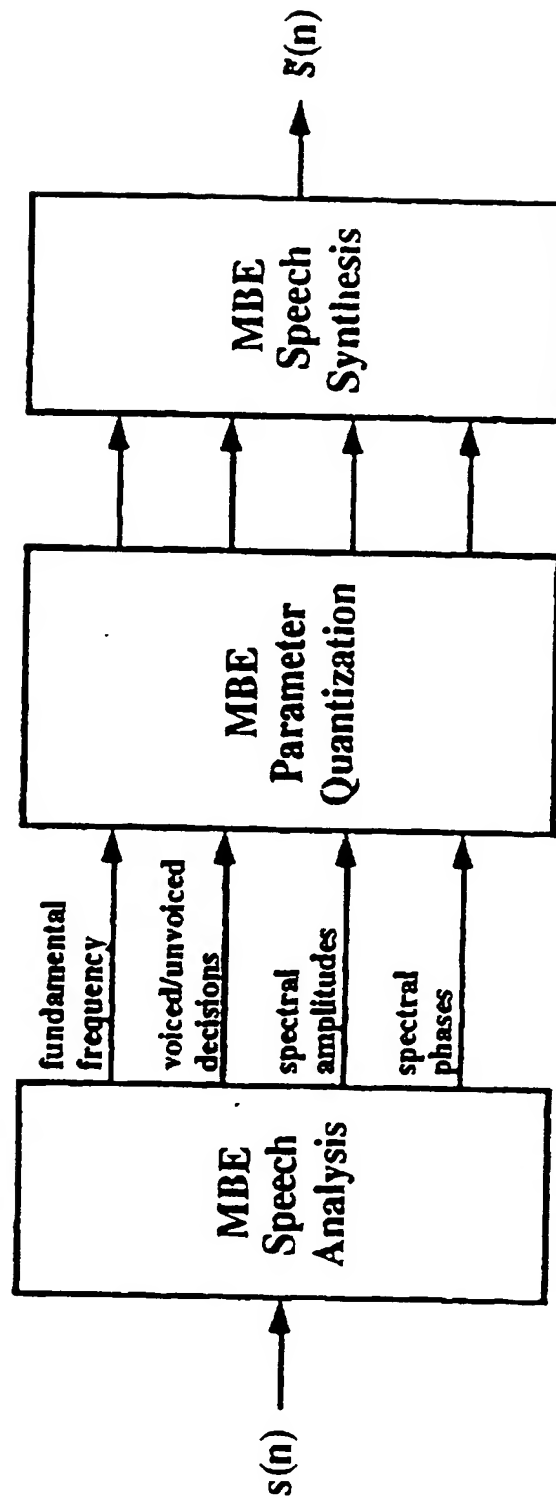 s(n)
MBE
Speech
Analysis
fundamental
frequency
voiced/unvoiced
decisions
spectral
amplitudes
spectral
phases
MBE
Parameter
Quantization
MBE
Speech
Synthesis
s̃(n)